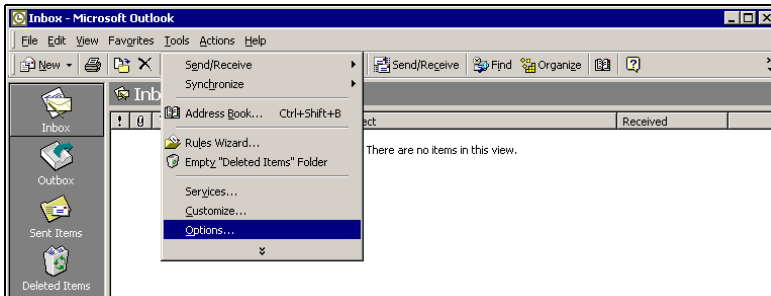 Inbox - Microsoft Outlook
File Edit View Favorites Tools Actions Help
New Send/Receive Find Organize
Inb
! ect Received
There are no items in this view.
Send/Receive
Synchronize
Address Book... Ctrl+Shift+B
Rules Wizard...
Empty "Deleted Items" Folder
Services...
Customize...
Options...
Inbox
Outbox
Sent Items
Deleted Items